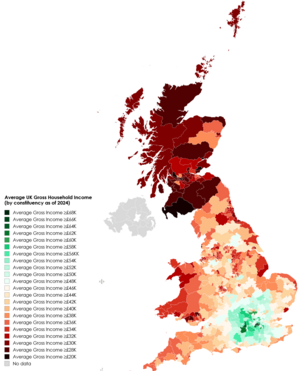 Average UK Gross Household Income
(by constituency as of 2024)
Average Gross Income ≥£68K
Average Gross Income ≥£66K
Average Gross Income ≥£64K
Average Gross Income ≥£62K
Average Gross Income ≥£60K
Average Gross Income ≥£58K
Average Gross Income ≥£56KK
Average Gross Income ≥£54K
Average Gross Income ≥£52K
Average Gross Income ≥£50K
Average Gross Income ≥£48K
Average Gross Income ≥£46K
Average Gross Income ≥£44K
Average Gross Income ≥£42K
Average Gross Income ≥£40K
Average Gross Income ≥£38K
Average Gross Income ≥£36K
Average Gross Income ≥£34K
Average Gross Income ≥£32K
Average Gross Income ≥£30K
Average Gross Income ≥£28K
Average Gross Income ≥£26K
No data